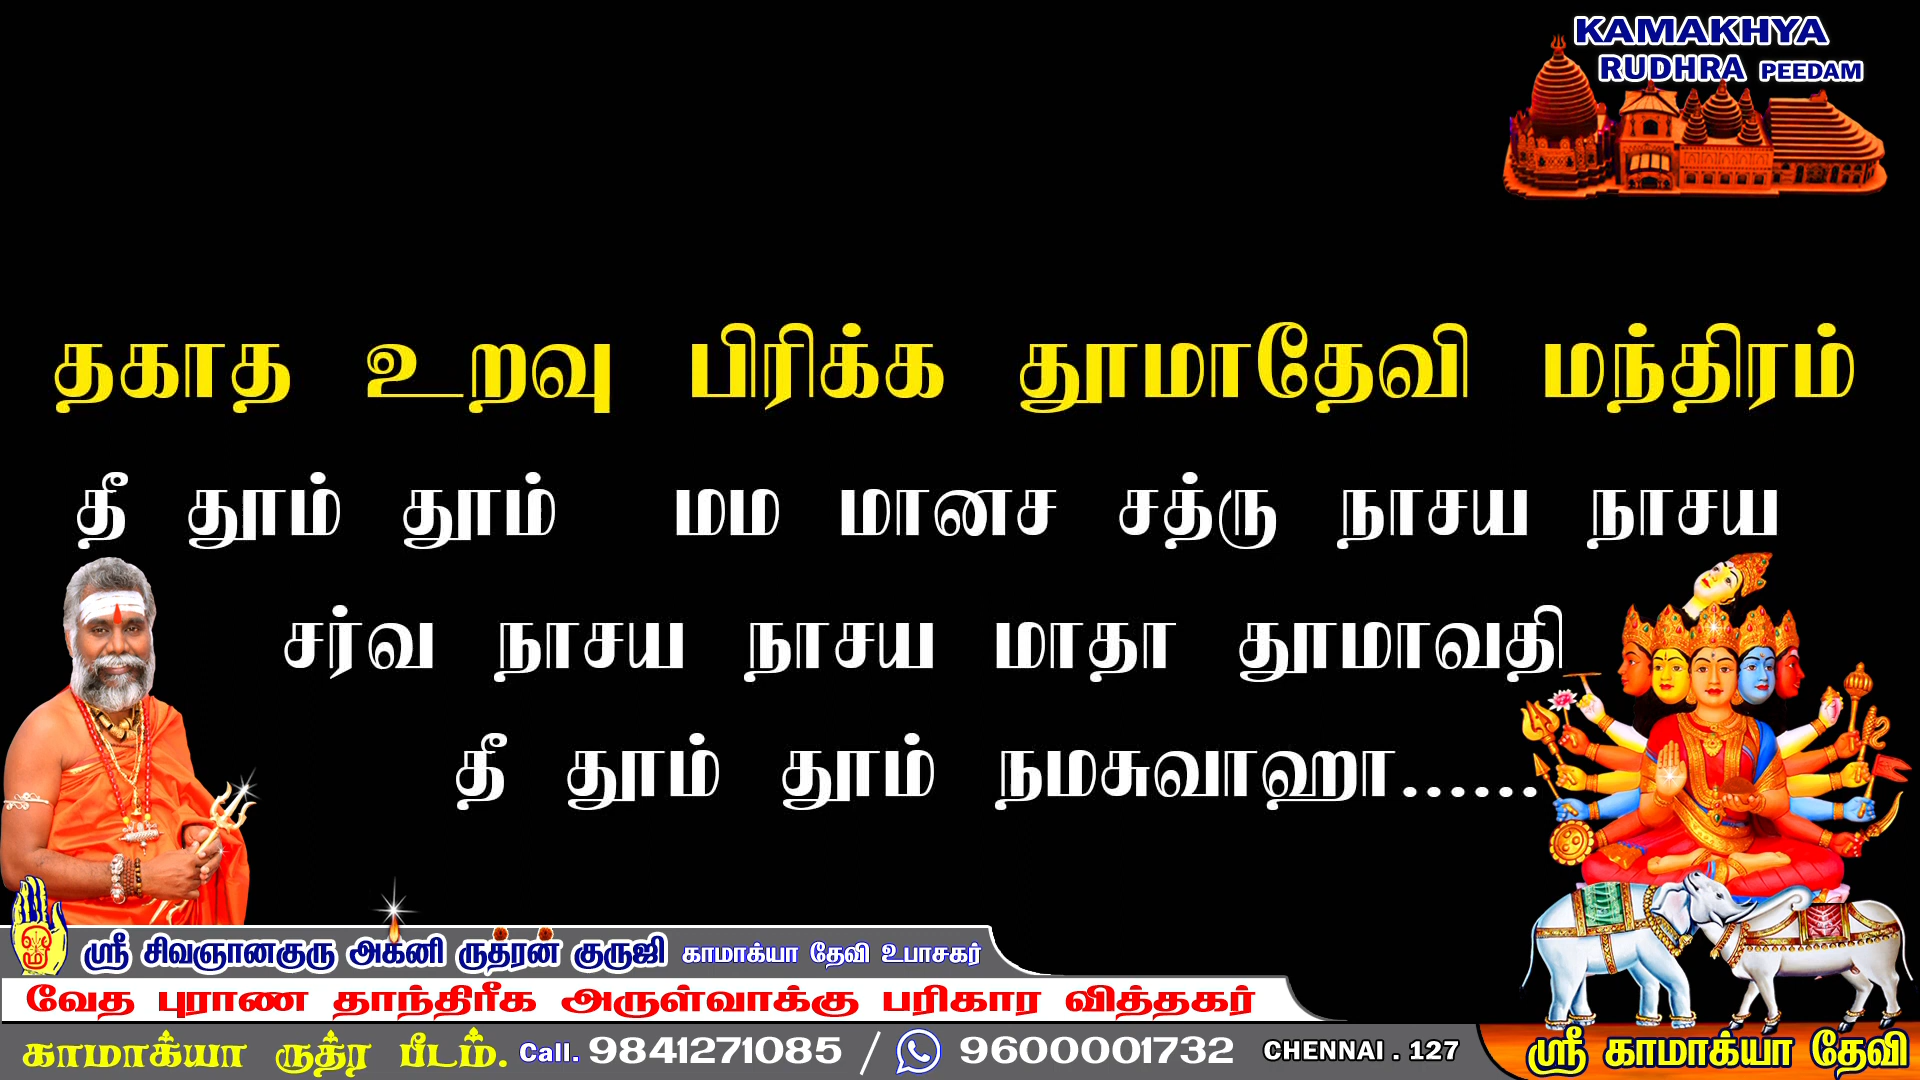 KAMAKHYA
RUDHRA PEEDAM
தகாத உறவு பிரிக்க தூமாதேவி மந்திரம்
தீ தூம் தூம் மம மானச சத்ரு நாசய நாசய
சர்வ நாசய நாசய மாதா தூமாவதி
தீ தூம் தூம் நமசுவாஹா......
ஸ்ரீ சிவஞானகுரு அக்னி ருத்ரன் குருஜி காமாக்யா தேவி உபாசகர்
வேத புராண தாந்திரீக அருள்வாக்கு பரிகார வித்தகர்
காமாக்யா ருத்ர பீடம். Call. 9841271085 / 9600001732 CHENNAI . 127
ஸ்ரீ காமாக்யா தேவி